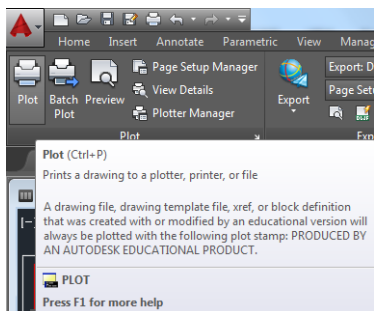 Home Insert Annotate Parametric View Manag
Page Setup Manager
View Details
Plotter Manager
Plot
Batch Plot
Preview
Export
Export: D
Page Setu
Plot
Exp
Plot (Ctrl+P)
Prints a drawing to a plotter, printer, or file
A drawing file, drawing template file, xref, or block definition
that was created with or modified by an educational version will
always be plotted with the following plot stamp: PRODUCED BY
AN AUTODESK EDUCATIONAL PRODUCT.
PLOT
Press F1 for more help